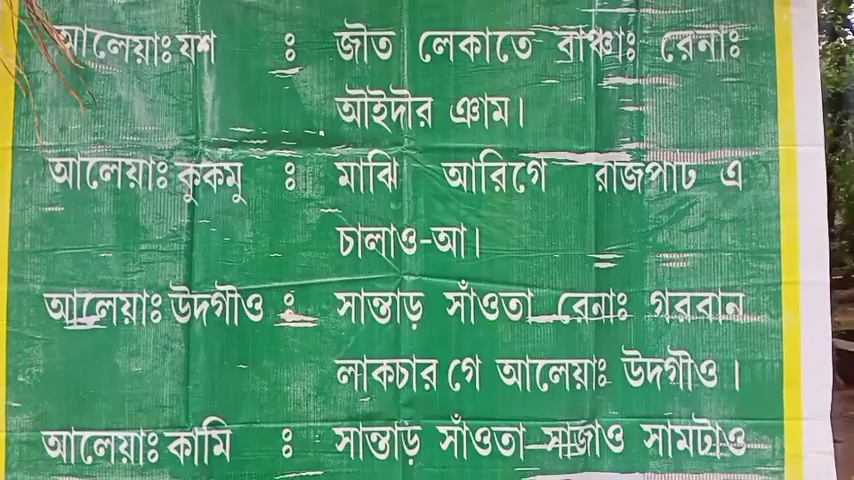 আলেয়াঃ যশ ঃ জীত লেকাতে ব্রাঞ্চাঃ রেনাঃ
আঁইদাঁর ঞাম।
আলেয়াঃ কুকমু ঃ মাঝি আরিগে রাজপাট এ
চালাও-আ।
আলেয়াঃ উদগীও ঃ সান্তাড় সাঁওতা রেনাঃ গরবান
লাকচার গে আলেয়াঃ উদগীও।
আলেয়াঃ কামি ঃ সান্তাড় সাঁওতা সাজাও সামটাও